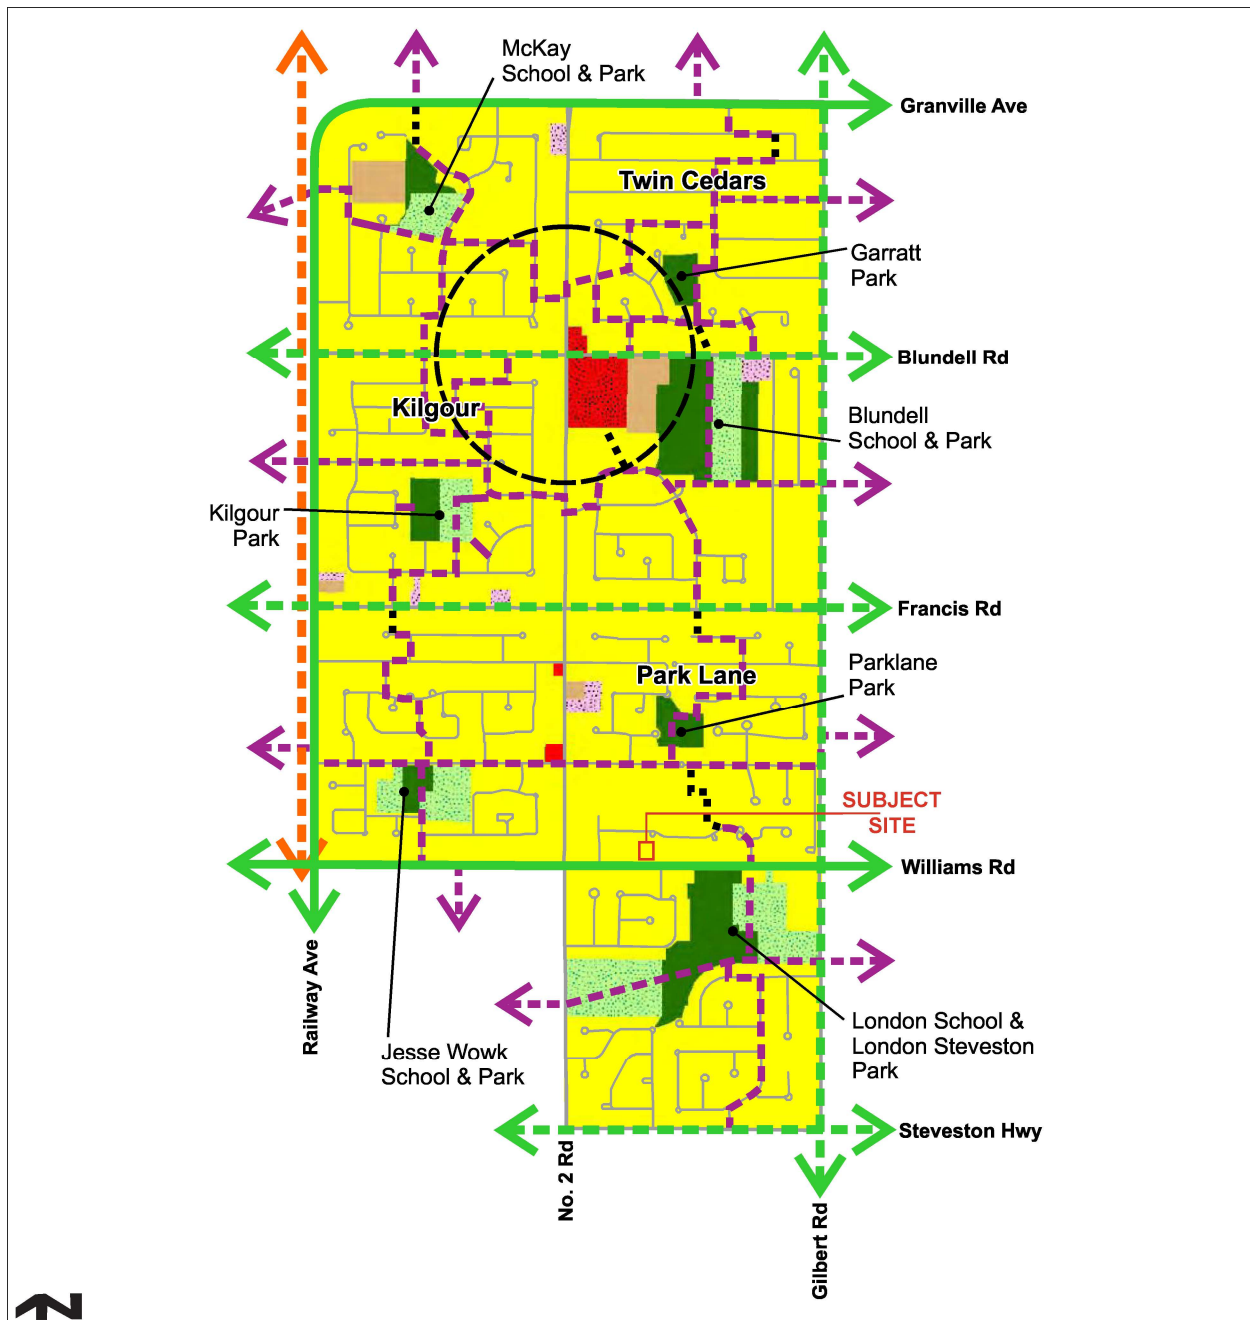 McKay
School & Park
Granville Ave
Twin Cedars
Garratt
Park
Blundell Rd
Kilgour
Blundell
School & Park
Kilgour
Park
Francis Rd
Park Lane
Parklane
Park
SUBJECT
SITE
Williams Rd
Railway Ave
London School &
London Steveston
Park
Jesse Wowk
School & Park
Steveston Hwy
No. 2 Rd
Gilbert Rd
N